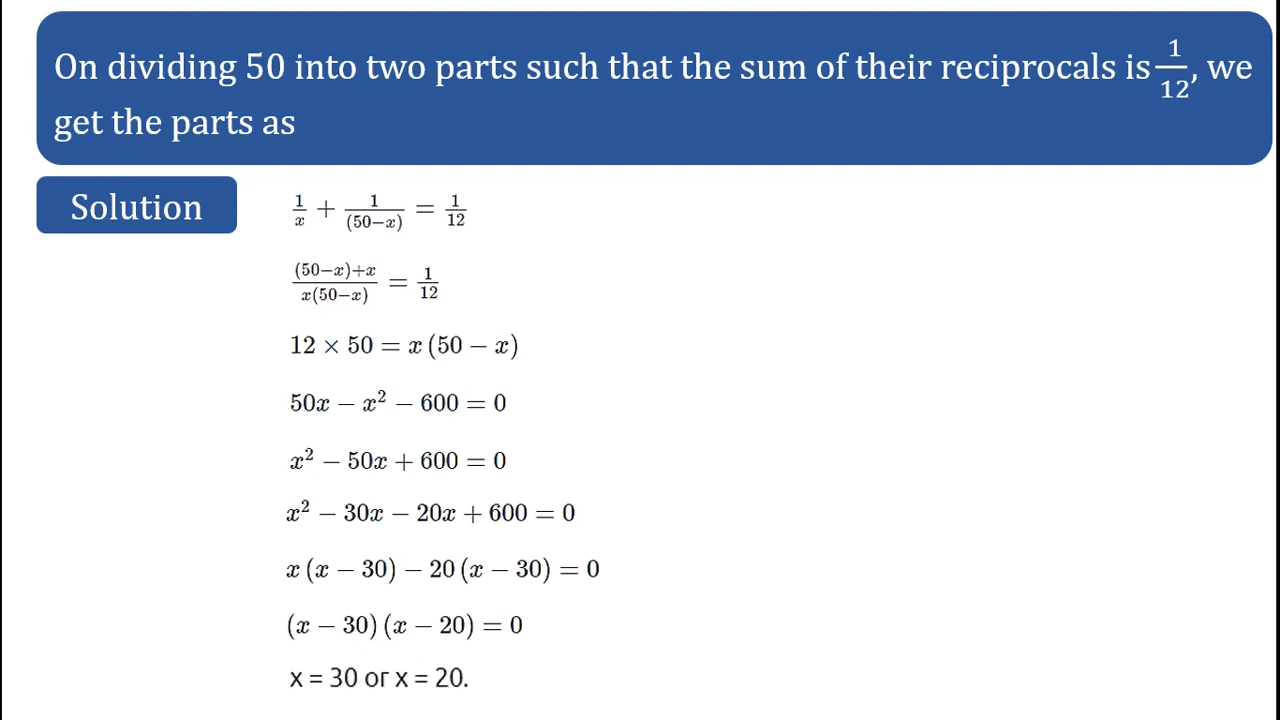 On dividing 50 into two parts such that the sum of their reciprocals is 1/12, we
get the parts as
Solution
1/x + 1/(50−x) = 1/12
(50−x)+x / x(50−x) = 1/12
12 × 50 = x (50 − x)
50x − x² − 600 = 0
x² − 50x + 600 = 0
x² − 30x − 20x + 600 = 0
x (x − 30) − 20 (x − 30) = 0
(x − 30) (x − 20) = 0
x = 30 or x = 20.